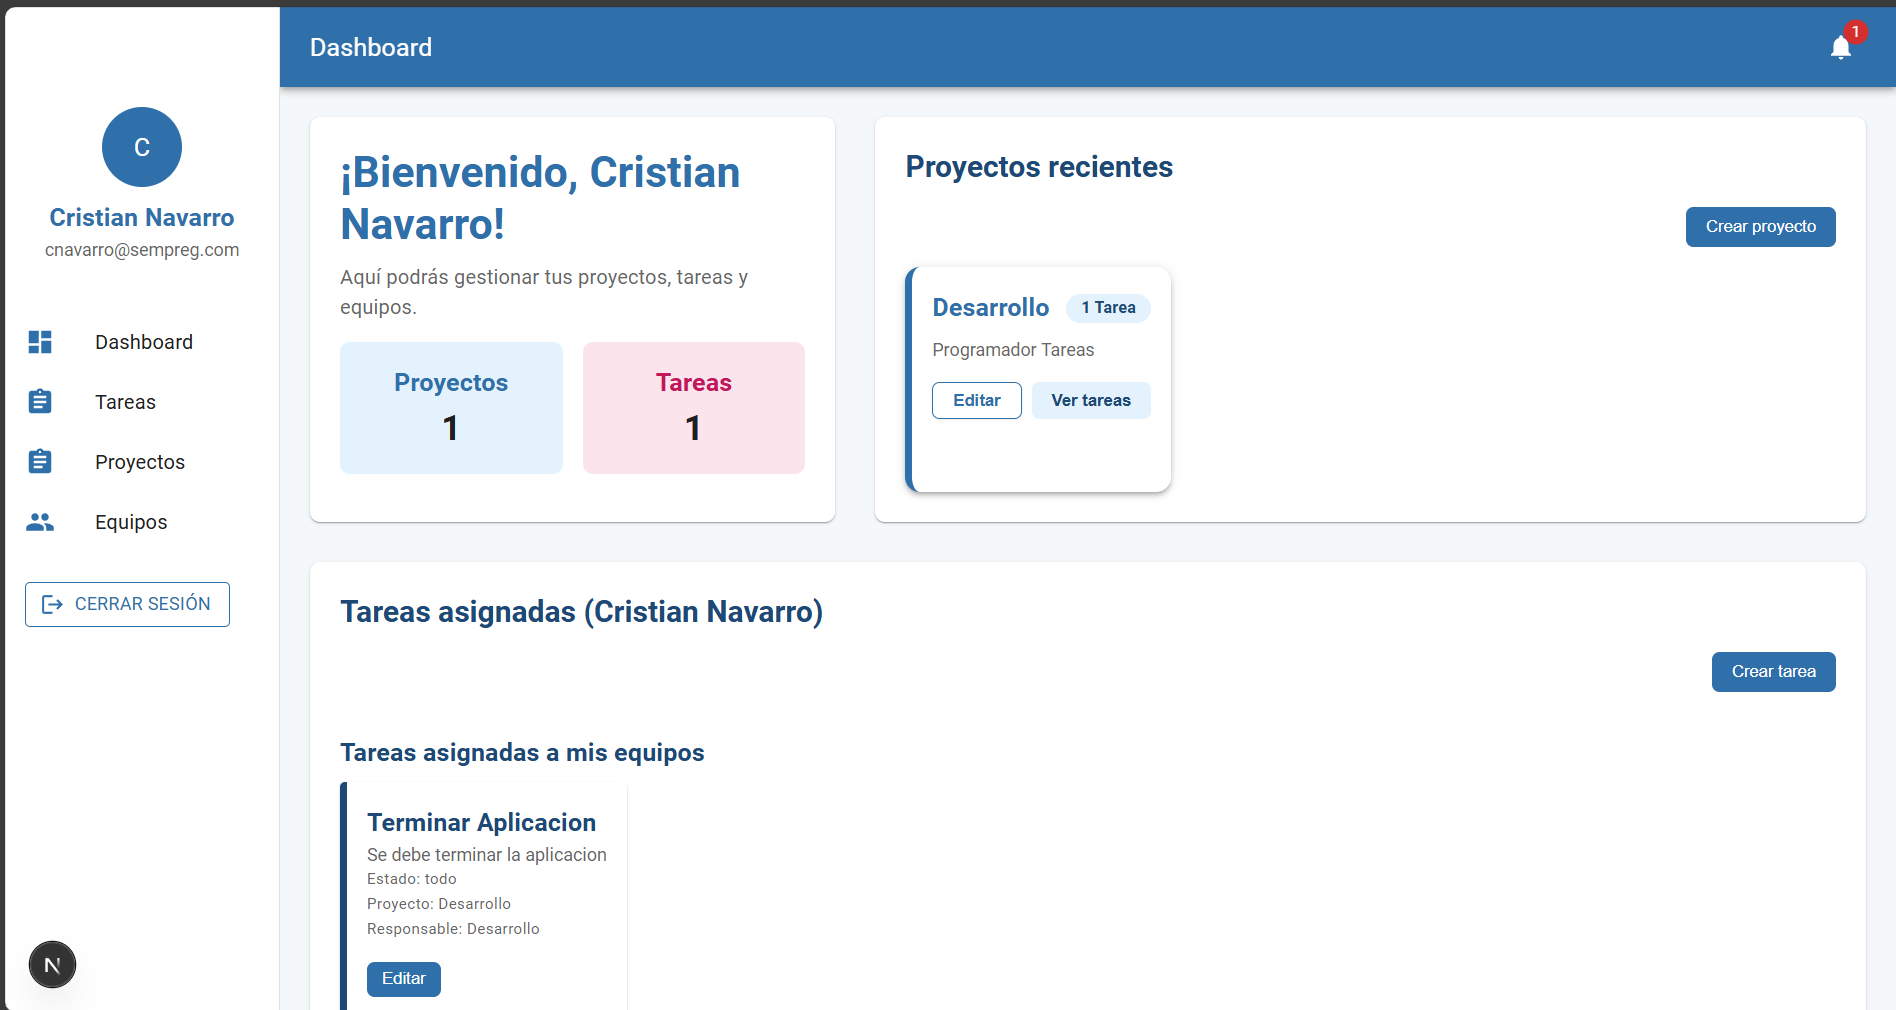 Dashboard
1
C
Cristian Navarro
cnavarro@sempreg.com
Dashboard
Tareas
Proyectos
Equipos
CERRAR SESIÓN
N
¡Bienvenido, Cristian
Navarro!
Aquí podrás gestionar tus proyectos, tareas y
equipos.
Proyectos
1
Tareas
1
Proyectos recientes
Crear proyecto
Desarrollo
1 Tarea
Programador Tareas
Editar
Ver tareas
Tareas asignadas (Cristian Navarro)
Crear tarea
Tareas asignadas a mis equipos
Terminar Aplicacion
Se debe terminar la aplicacion
Estado: todo
Proyecto: Desarrollo
Responsable: Desarrollo
Editar